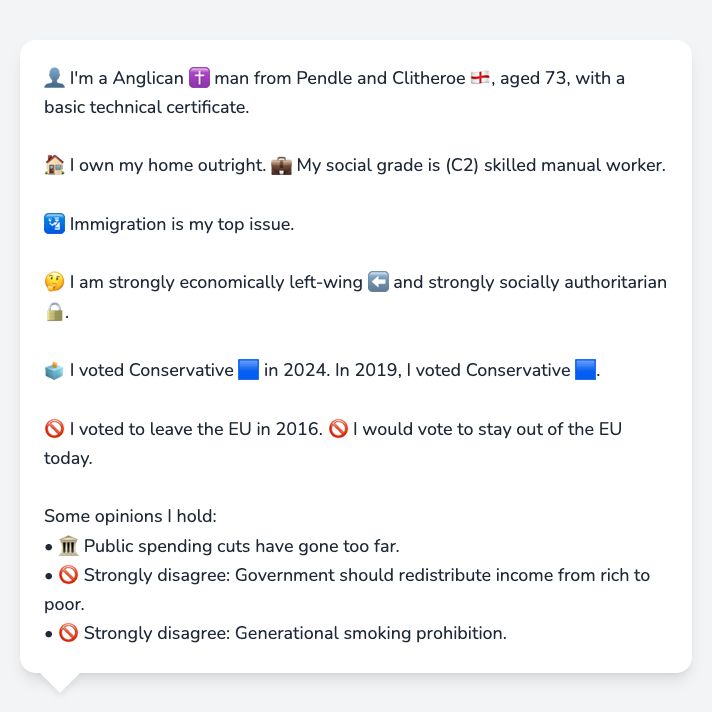 👤 I'm a Anglican ✝️ man from Pendle and Clitheroe 🏴󠁧󠁢󠁥󠁮󠁧󠁿, aged 73, with a
basic technical certificate.
🏠 I own my home outright. 💼 My social grade is (C2) skilled manual worker.
🛂 Immigration is my top issue.
🤔 I am strongly economically left-wing ⬅️ and strongly socially authoritarian
🔒.
🗳️ I voted Conservative 🟦 in 2024. In 2019, I voted Conservative 🟦.
🚫 I voted to leave the EU in 2016. 🚫 I would vote to stay out of the EU
today.
Some opinions I hold:
• 🏛️ Public spending cuts have gone too far.
• 🚫 Strongly disagree: Government should redistribute income from rich to
poor.
• 🚫 Strongly disagree: Generational smoking prohibition.